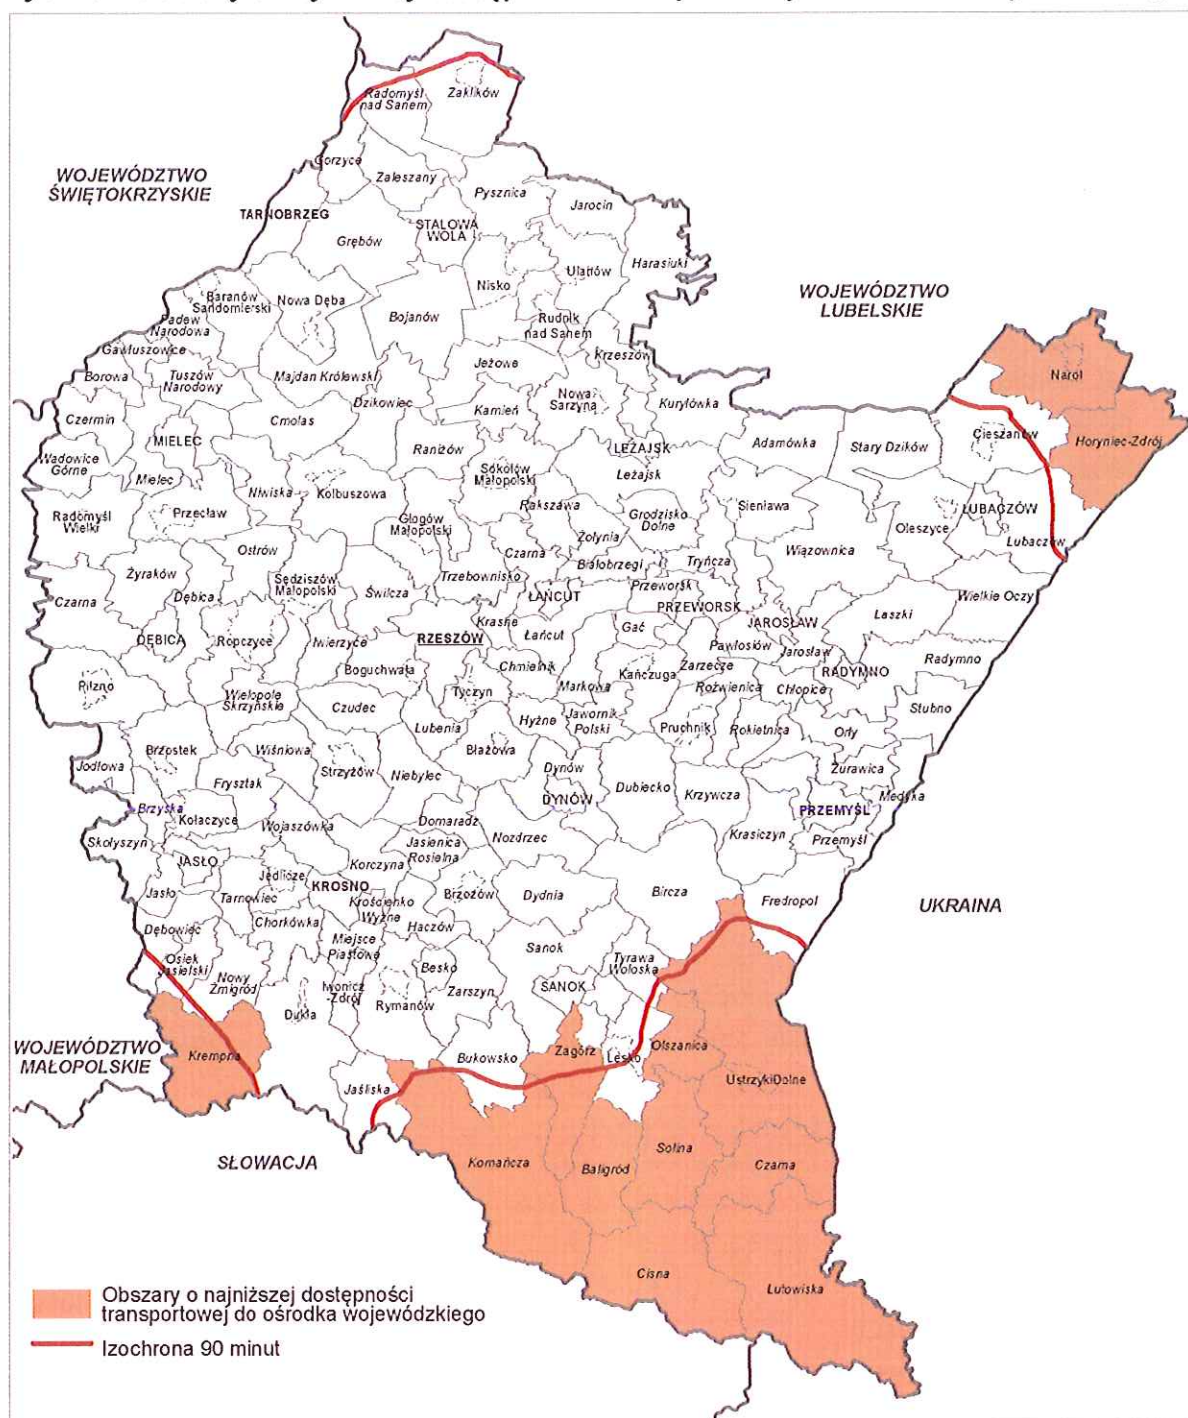 Radomyśl
nad Sanem
Zaklików
WOJEWÓDZTWO
ŚWIĘTOKRZYSKIE
Gorzyce
Zaleszany
Pysznica
Jarocin
TARNOBRZEG
STALOWA
WOLA
Grębów
Harasiuki
Nisko
Ulanów
WOJEWÓDZTWO
LUBELSKIE
Baranów
Sandomierski
Nowa Dęba
Bojanów
Rudnik
nad Sanem
Padew
Narodowa
Gawłuszowice
Borowa
Tuszów
Narodowy
Majdan Królewski
Jeżowe
Krzeszów
Narol
Dzikowiec
Kamień
Nowa
Sarzyna
Kuryłówka
Czermin
Cmolas
MIELEC
Raniżów
LEŻAJSK
Adamówka
Stary Dzików
Cieszanów
Horyniec-Zdrój
Wadowice
Górne
Mielec
Niwiska
Kolbuszowa
Sokołów
Małopolski
Leżajsk
Radomyśl
Wielki
Przecław
Głogów
Małopolski
Rakszawa
Grodzisko
Dolne
Sieniawa
Oleszyce
LUBACZÓW
Lubaczów
Ostrów
Czarna
Żołynia
Wiązownica
Żyraków
Dębica
Sędziszów
Małopolski
Świlcza
Trzebownisko
Białobrzegi
Tryńcza
Czarna
ŁAŃCUT
Przeworsk
PRZEWORSK
Wielkie Oczy
Laszki
DĘBICA
Ropczyce
Iwierzyce
RZESZÓW
Krasne
Łańcut
Gać
JAROSŁAW
Pawłosiów
Jarosław
Boguchwała
Chmielnik
Kańczuga
Zarzecze
RADYMNO
Radymno
Pilzno
Wielopole
Skrzyńskie
Czudec
Tyczyn
Markowa
Roźwienica
Chłopice
Stubno
Lubenia
Hyżne
Jawornik
Polski
Pruchnik
Rokietnica
Orły
Brzostek
Wiśniowa
Strzyżów
Błażowa
Jodłowa
Frysztak
Niebylec
Dynów
DYNÓW
Dubiecko
Krzywcza
Żurawica
Medyka
PRZEMYŚL
Brzyska
Kołaczyce
Wojaszówka
Domaradz
Nozdrzec
Krasiczyn
Przemyśl
Skołyszyn
Jasienica
Rosielna
JASŁO
Korczyna
Jedlicze
KROSNO
Jasło
Tarnowiec
Krościenko
Wyżne
Brzozów
Dydnia
Bircza
Fredropol
UKRAINA
Chorkówka
Haczów
Dębowiec
Miejsce
Piastowe
Sanok
Tyrawa
Wołoska
Osiek
Jasielski
Nowy
Żmigród
Besko
Iwonicz
-Zdrój
Zarszyn
SANOK
Dukla
Rymanów
WOJEWÓDZTWO
MAŁOPOLSKIE
Krempna
Bukowsko
Zagórz
Lesko
Olszanica
UstrzykiDolne
Jaśliska
SŁOWACJA
Komańcza
Baligród
Solina
Czarna
Cisna
Lutowiska
Obszary o najniższej dostępności
transportowej do ośrodka wojewódzkiego
Izochrona 90 minut